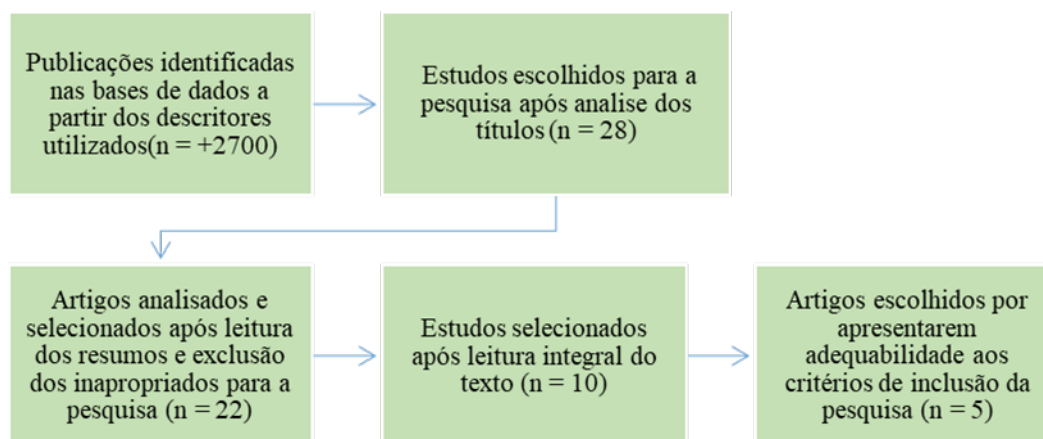 Publicações identificadas
nas bases de dados a
partir dos descritores
utilizados(n = +2700)
Estudos escolhidos para a
pesquisa após analise dos
títulos (n = 28)
Artigos analisados e
selecionados após leitura
dos resumos e exclusão
dos inapropriados para a
pesquisa (n = 22)
Estudos selecionados
após leitura integral do
texto (n = 10)
Artigos escolhidos por
apresentarem
adequabilidade aos
critérios de inclusão da
pesquisa (n = 5)